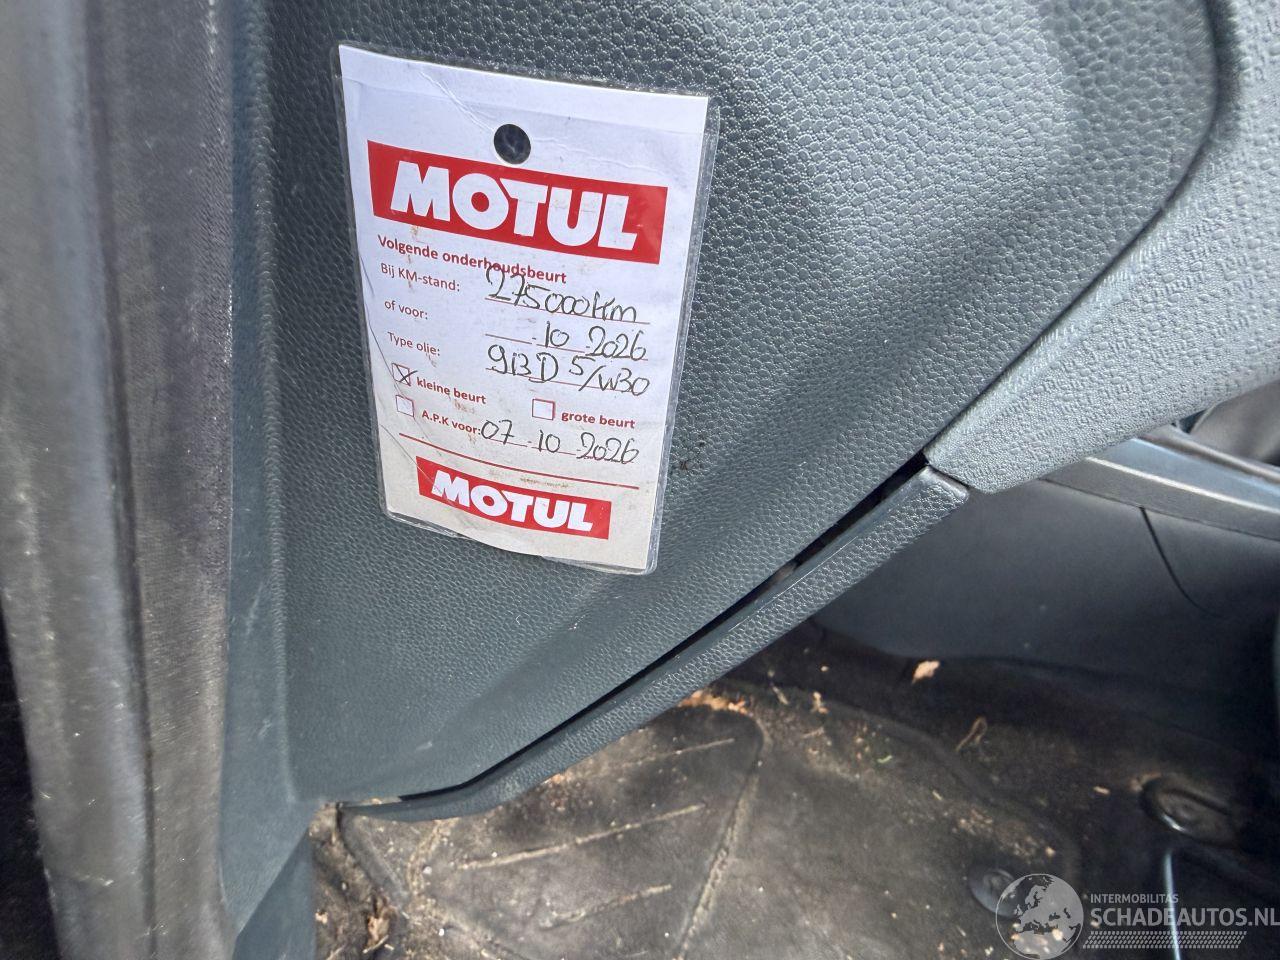 MOTUL
Volgende onderhoudsbeurt
Bij KM-stand: 275000km
of voor: 10 2026
Type olie: 913D 5/W30
kleine beurt grote beurt
A.P.K voor: 07-10-2026
MOTUL
INTERMOBILITAS
SCHADEAUTOS.NL